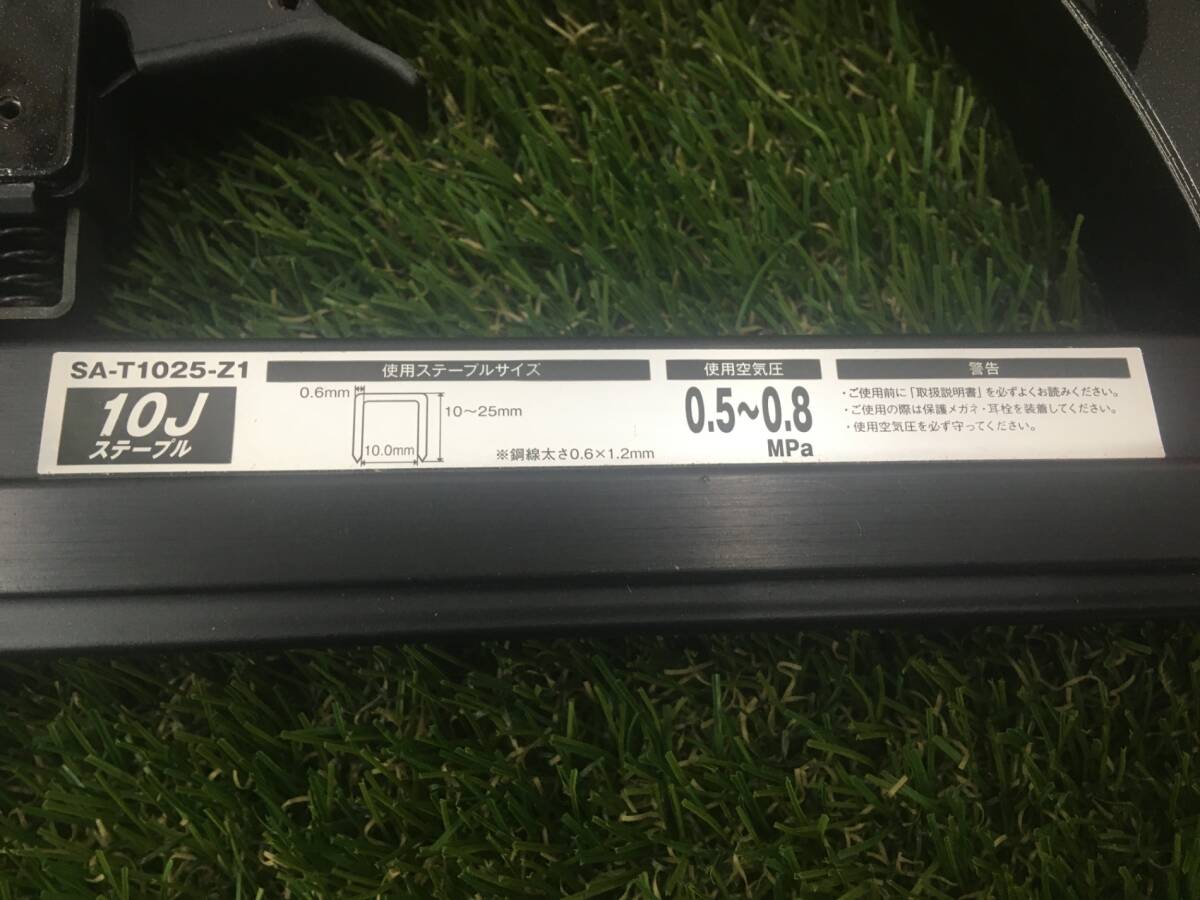 SA-T1025-Z1
10J
ステープル
使用ステープルサイズ
0.6mm
10～25mm
10.0mm
※鋼線太さ0.6×1.2mm
使用空気圧
0.5～0.8
MPa
警告
・ご使用前に「取扱説明書」を必ずよくお読みください。
・ご使用の際は保護メガネ・耳栓を装着してください。
・使用空気圧を必ず守ってください。